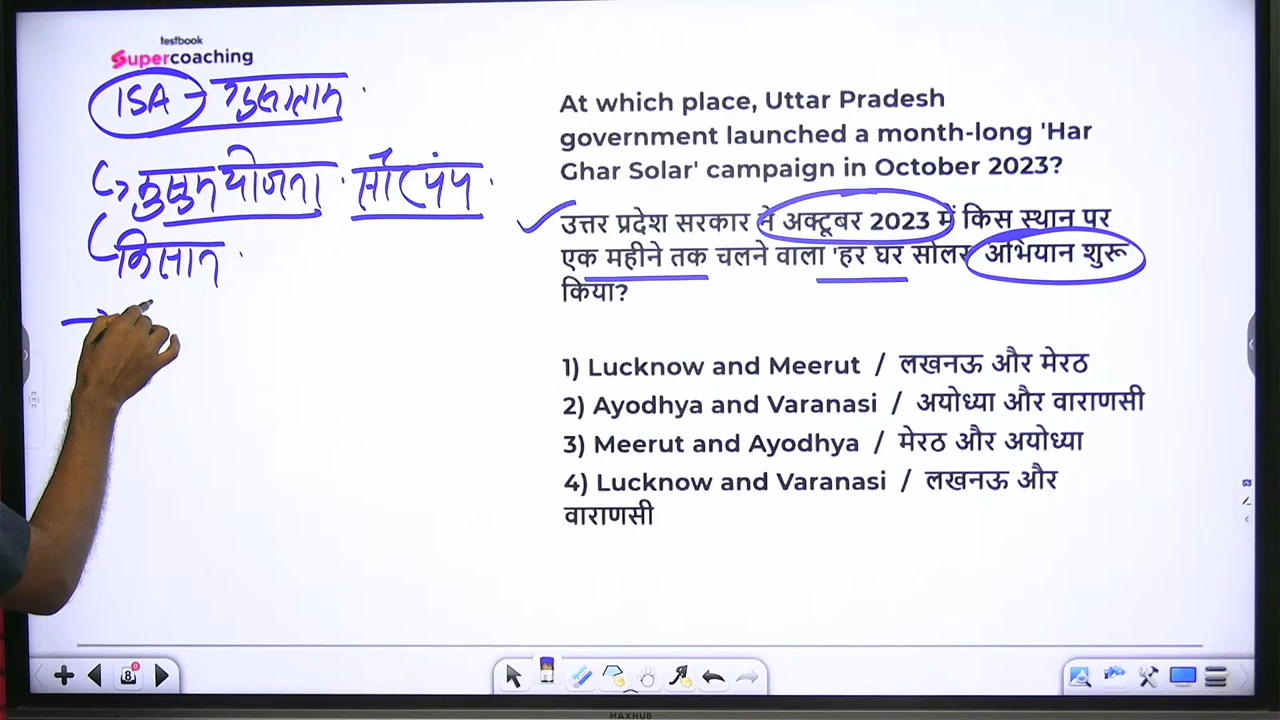 testbook
Supercoaching
ISA → गुरुग्राम
कुसुम योजना सौर पंप
किसान
At which place, Uttar Pradesh
government launched a month-long 'Har
Ghar Solar' campaign in October 2023?
उत्तर प्रदेश सरकार ने अक्टूबर 2023 में किस स्थान पर
एक महीने तक चलने वाला 'हर घर सोलर अभियान शुरू
किया?
1) Lucknow and Meerut / लखनऊ और मेरठ
2) Ayodhya and Varanasi / अयोध्या और वाराणसी
3) Meerut and Ayodhya / मेरठ और अयोध्या
4) Lucknow and Varanasi / लखनऊ और
वाराणसी
8
MAXHUB